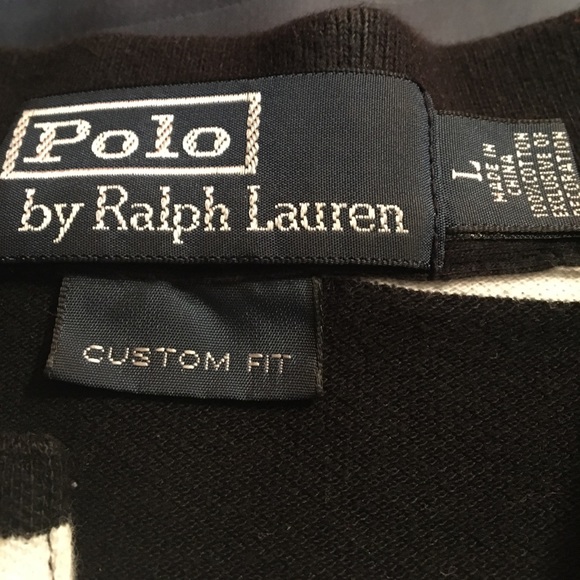 Polo
by Ralph Lauren
L
MADE IN
CHINA
100% COTTON
EXCLUSIVE OF
DECORATION
CUSTOM FIT